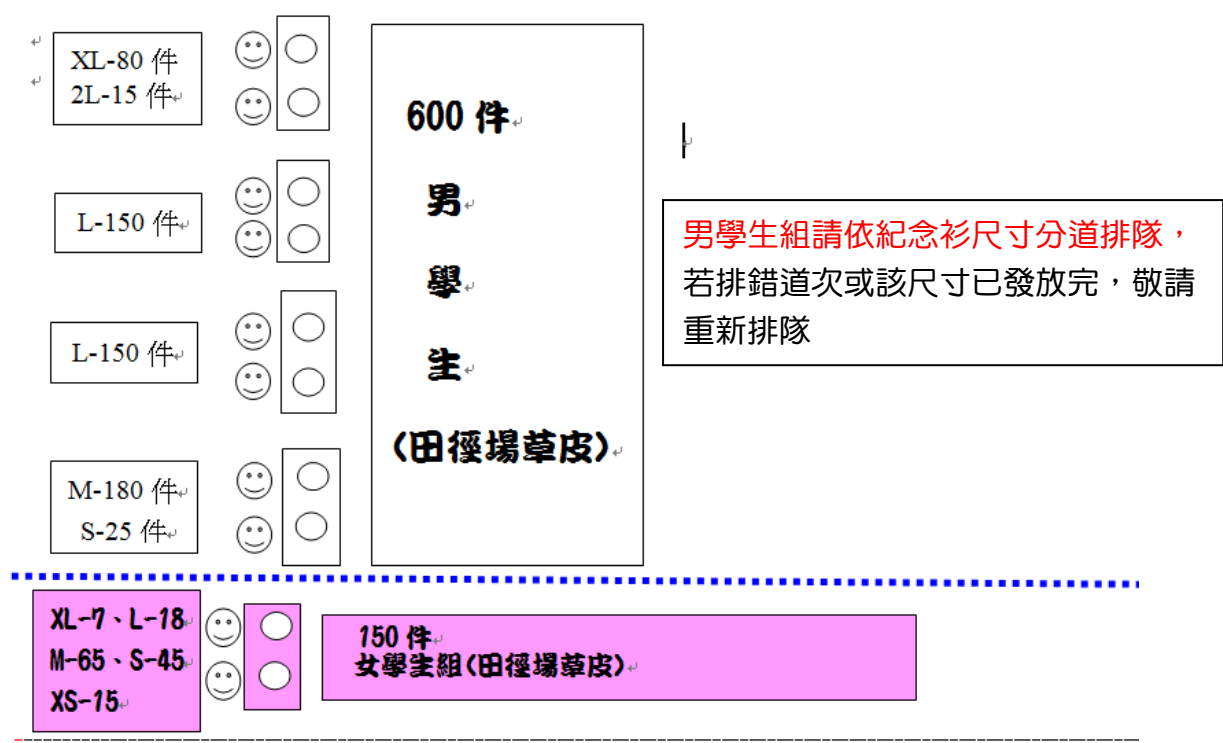 XL-80 件
2L-15 件
L-150 件
L-150 件
M-180 件
S-25 件
600 件
男
學
生
(田徑場草皮)
男學生組請依紀念衫尺寸分道排隊，
若排錯道次或該尺寸已發放完，敬請
重新排隊
XL-7、L-18
M-65、S-45
XS-15
150 件
女學生組(田徑場草皮)